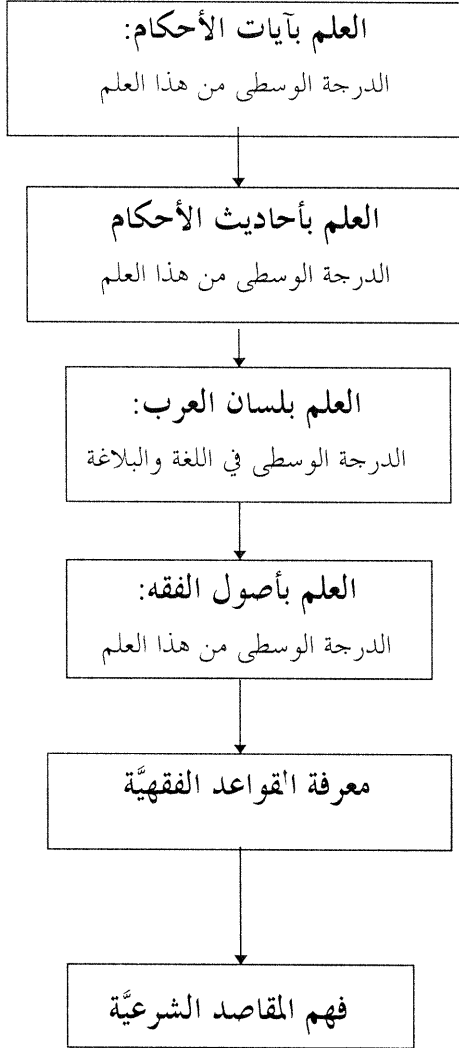 العلم بآيات الأحكام:
الدرجة الوسطى من هذا العلم
العلم بأحاديث الأحكام
الدرجة الوسطى من هذا العلم
العلم بلسان العرب:
الدرجة الوسطى في اللغة والبلاغة
العلم بأصول الفقه:
الدرجة الوسطى من هذا العلم
معرفة القواعد الفقهيَّة
فهم المقاصد الشرعيَّة